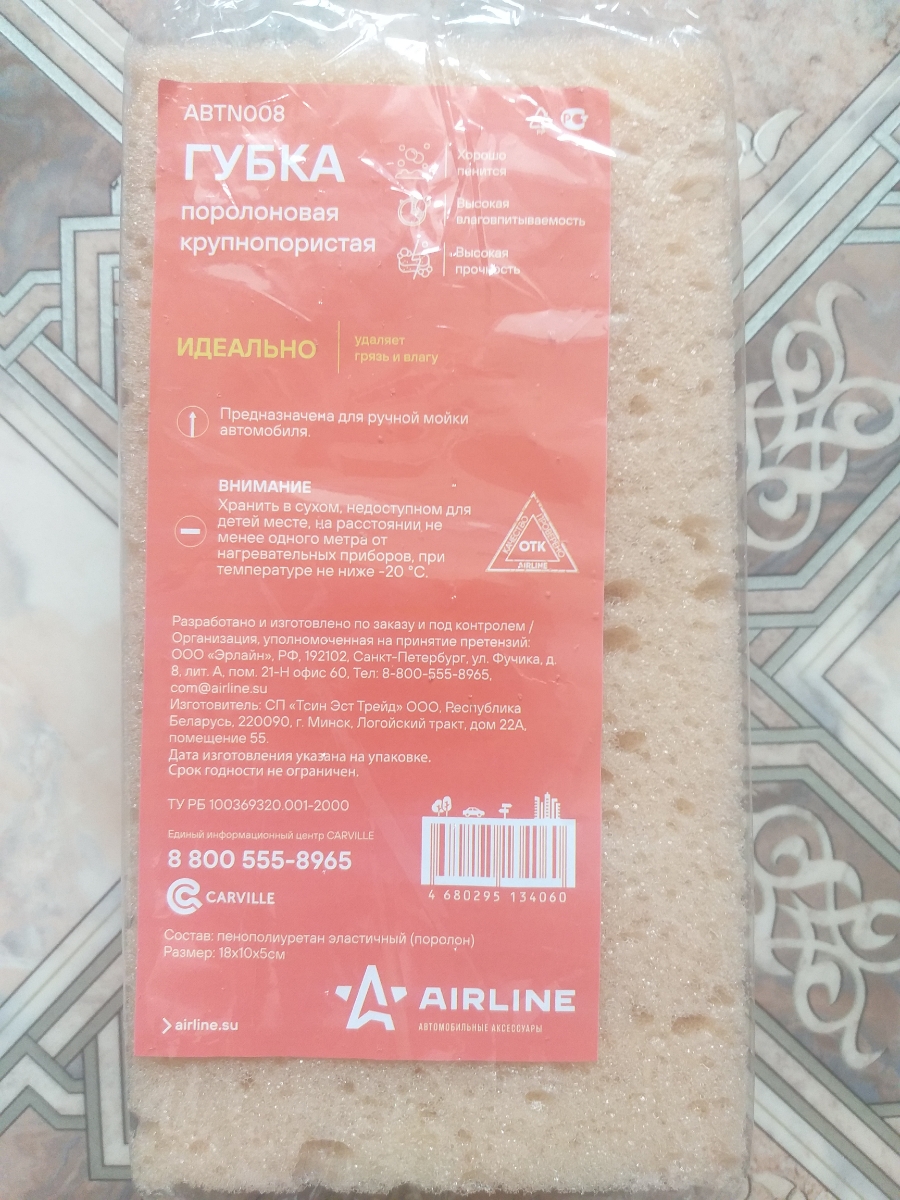 ABTN008
ГУБКА
поролоновая
крупнопористая
Хорошо
пенится
Высокая
влаговпитываемость
Высокая
прочность
ИДЕАЛЬНО
удаляет
грязь и влагу
Предназначена для ручной мойки
автомобиля.
ВНИМАНИЕ
Хранить в сухом, недоступном для
детей месте, на расстоянии не
менее одного метра от
нагревательных приборов, при
температуре не ниже -20 °С.
КАЧЕСТВО
ПРОВЕРЕНО
ОТК
AIRLINE
Разработано и изготовлено по заказу и под контролем /
Организация, уполномоченная на принятие претензий:
ООО «Эрлайн», РФ, 192102, Санкт-Петербург, ул. Фучика, д.
8, лит. А, пом. 21-Н офис 60, Тел: 8-800-555-8965,
com@airline.su
Изготовитель: СП «Тсин Эст Трейд» ООО, Республика
Беларусь, 220090, г. Минск, Логойский тракт, дом 22А,
помещение 55.
Дата изготовления указана на упаковке.
Срок годности не ограничен.
ТУ РБ 100369320.001-2000
Единый информационный центр CARVILLE
8 800 555-8965
CARVILLE
4 680295 134060
Состав: пенополиуретан эластичный (поролон)
Размер: 18х10х5см
AIRLINE
АВТОМОБИЛЬНЫЕ АКСЕССУАРЫ
airline.su